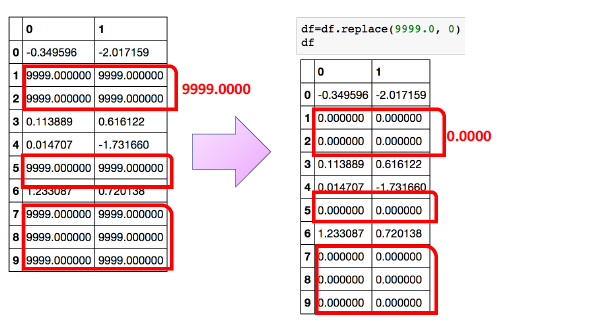 0 1
0 -0.349596 -2.017159
1 9999.000000 9999.000000
2 9999.000000 9999.000000
3 0.113889 0.616122
4 0.014707 -1.731660
5 9999.000000 9999.000000
6 1.233087 0.720138
7 9999.000000 9999.000000
8 9999.000000 9999.000000
9 9999.000000 9999.000000
9999.0000
df=df.replace(9999.0, 0)
df
0 1
0 -0.349596 -2.017159
1 0.000000 0.000000
2 0.000000 0.000000
3 0.113889 0.616122
4 0.014707 -1.731660
5 0.000000 0.000000
6 1.233087 0.720138
7 0.000000 0.000000
8 0.000000 0.000000
9 0.000000 0.000000
0.0000